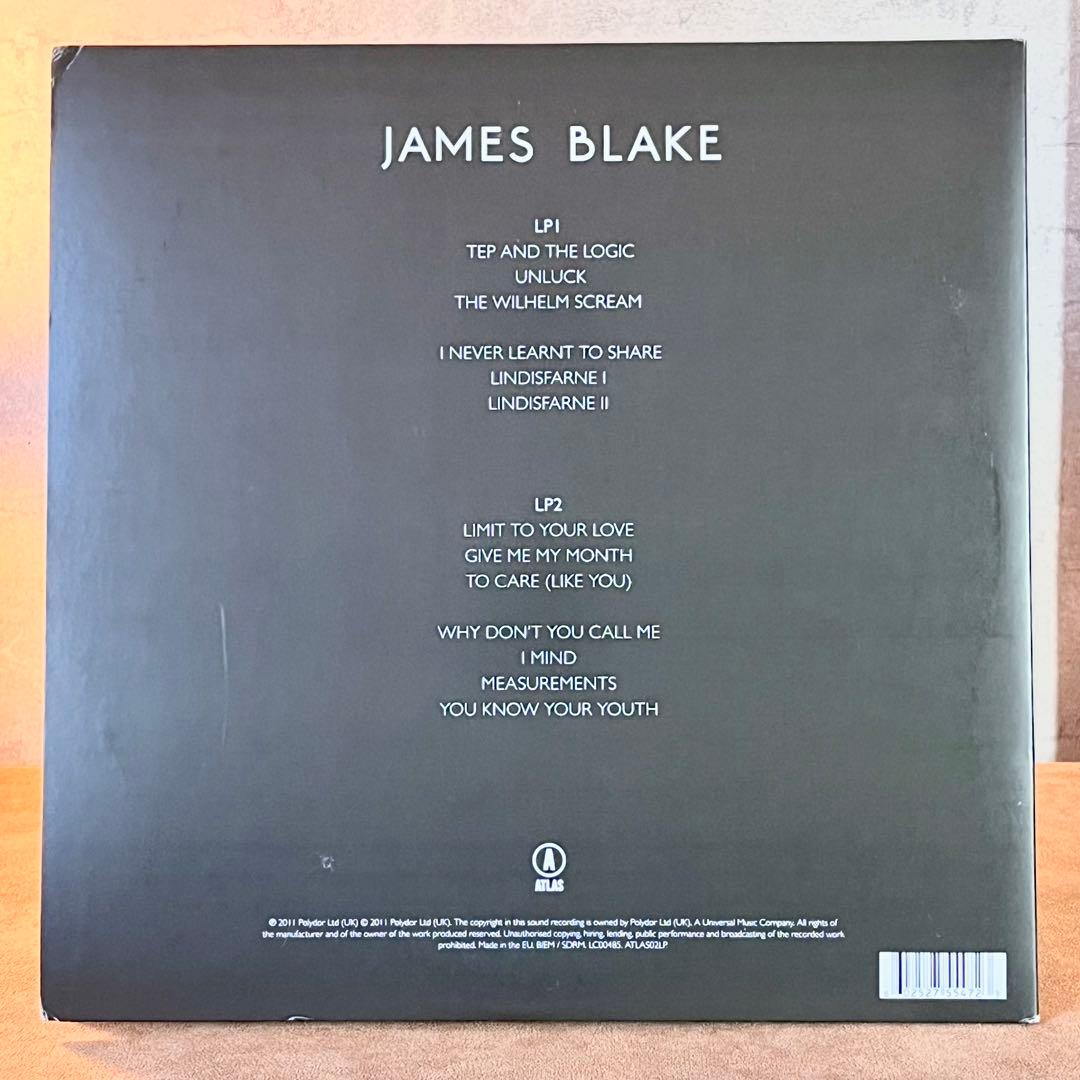 JAMES BLAKE
LP1
TEP AND THE LOGIC
UNLUCK
THE WILHELM SCREAM
I NEVER LEARNT TO SHARE
LINDISFARNE I
LINDISFARNE II
LP2
LIMIT TO YOUR LOVE
GIVE ME MY MONTH
TO CARE (LIKE YOU)
WHY DON'T YOU CALL ME
I MIND
MEASUREMENTS
YOU KNOW YOUR YOUTH
A
ATLAS
℗ 2011 Polydor Ltd (UK) © 2011 Polydor Ltd (UK). The copyright in this sound recording is owned by Polydor Ltd (UK), A Universal Music Company. All rights of
the manufacturer and of the owner of the work produced reserved. Unauthorised copying, hiring, lending, public performance and broadcasting of the recorded work
prohibited. Made in the EU. BIEM / SDRM. LC00485. ATLAS02LP.